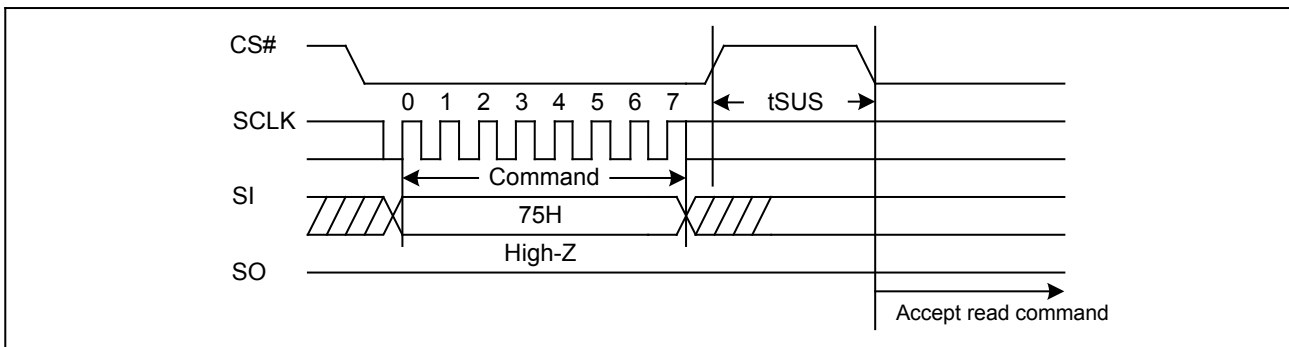 CS#
0 1 2 3 4 5 6 7
tSUS
SCLK
Command
SI
75H
High-Z
SO
Accept read command